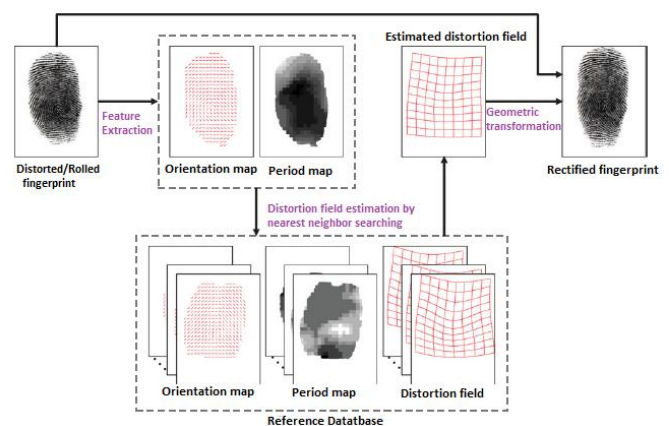 Estimated distortion field
Feature
Extraction
Geometric
transformation
Distorted/Rolled
fingerprint
Orientation map
Period map
Rectified fingerprint
Distortion field estimation by
nearest neighbor searching
Orientation map
Period map
Distortion field
Reference Datatbase